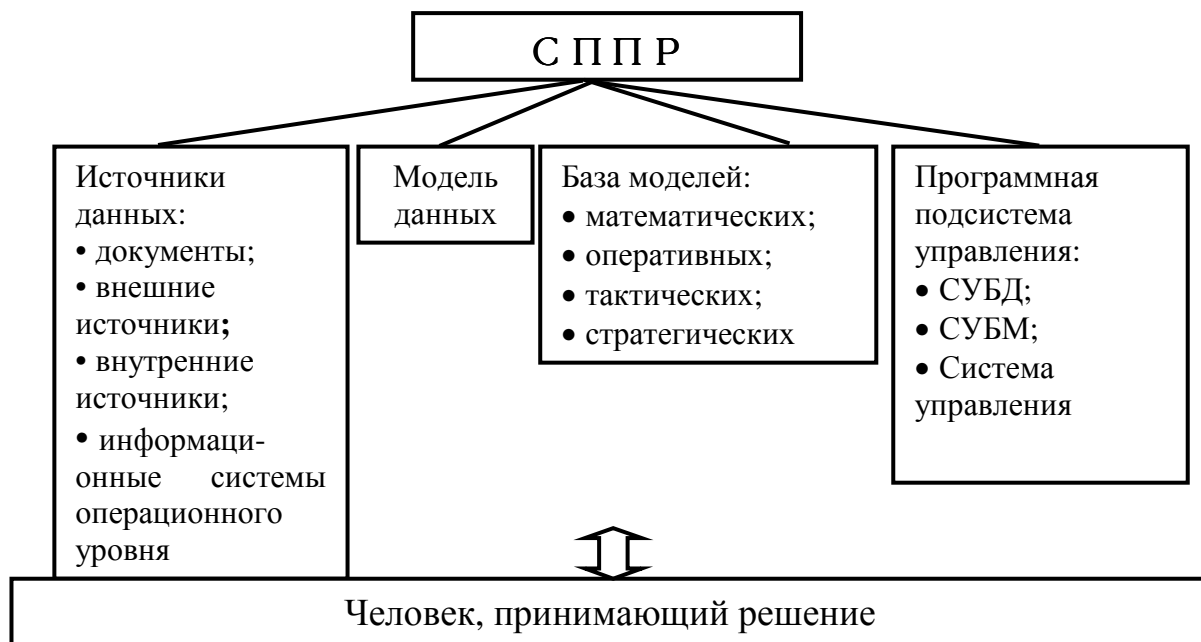 С П П Р
Источники
данных:
• документы;
• внешние
источники;
• внутренние
источники;
• информаци-
онные системы
операционного
уровня
Модель
данных
База моделей:
• математических;
• оперативных;
• тактических;
• стратегических
Программная
подсистема
управления:
• СУБД;
• СУБМ;
• Система
управления
Человек, принимающий решение